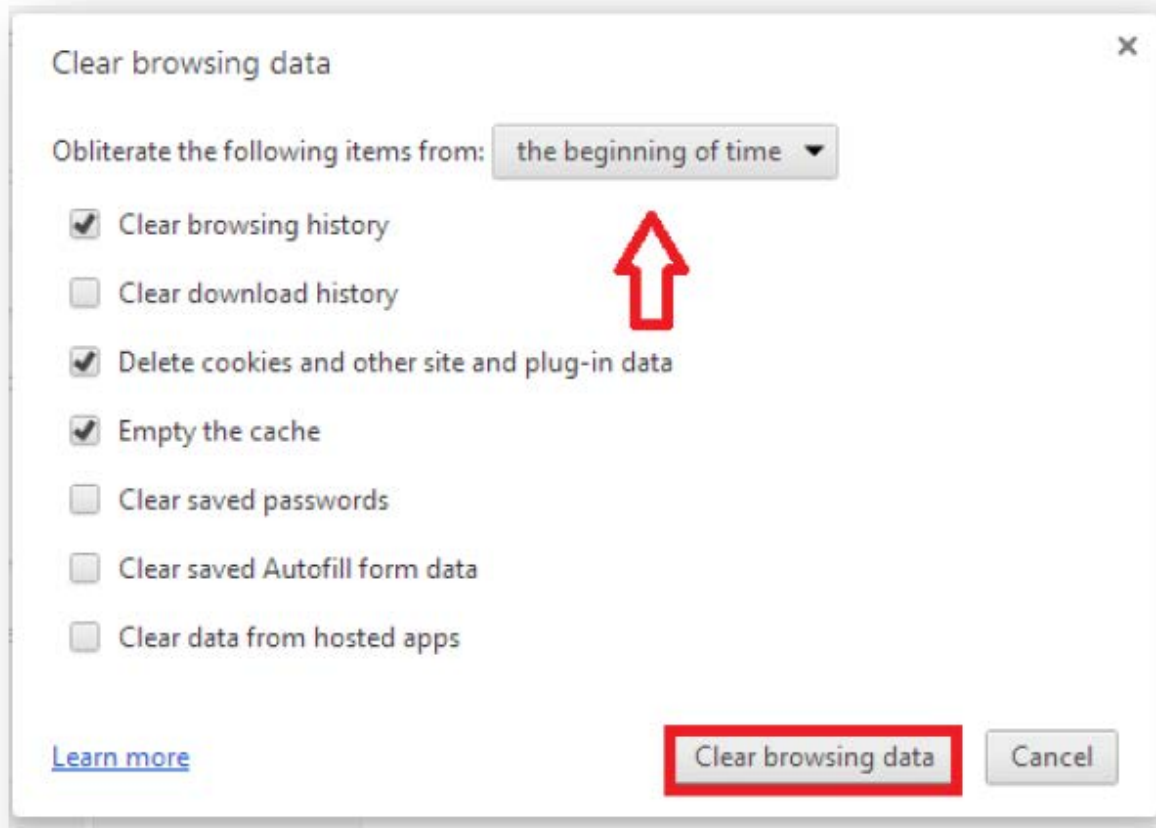 Clear browsing data
Obliterate the following items from: the beginning of time
Clear browsing history
Clear download history
Delete cookies and other site and plug-in data
Empty the cache
Clear saved passwords
Clear saved Autofill form data
Clear data from hosted apps
Learn more Clear browsing data Cancel